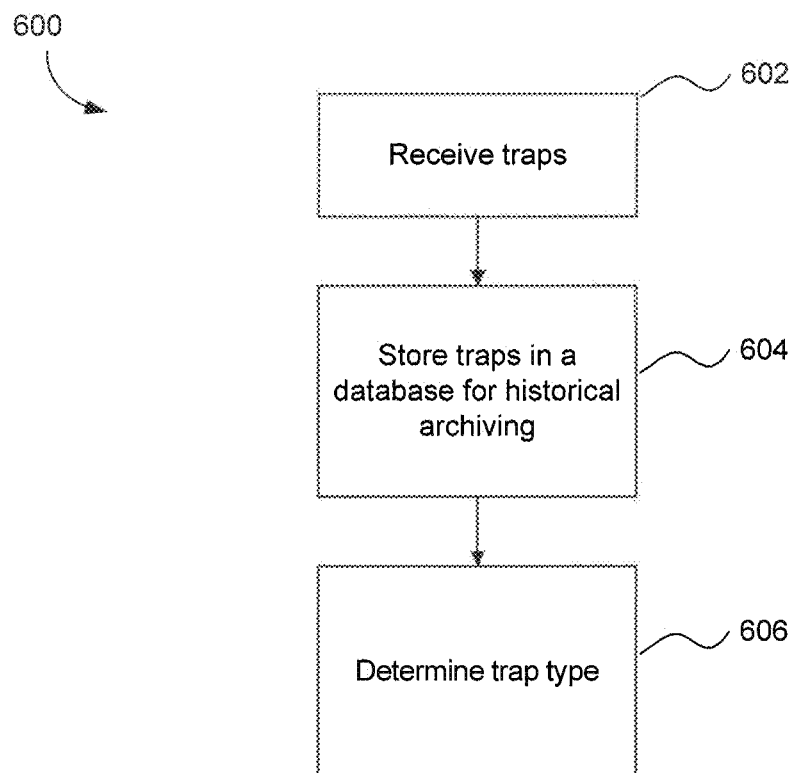 600
602
Receive traps
Store traps in a
database for historical
archiving
604
Determine trap type
606